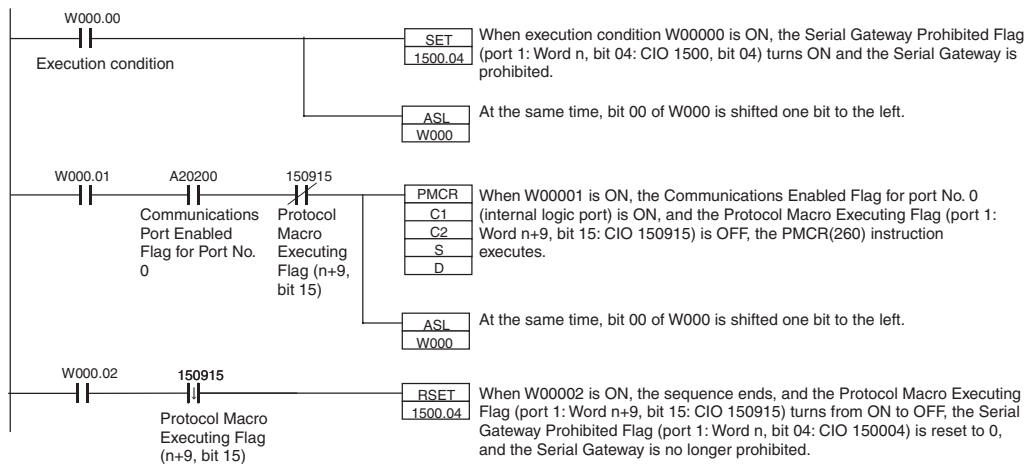 W000.00
Execution condition
SET
1500.04
When execution condition W00000 is ON, the Serial Gateway Prohibited Flag
(port 1: Word n, bit 04: CIO 1500, bit 04) turns ON and the Serial Gateway is
prohibited.
ASL
W000
At the same time, bit 00 of W000 is shifted one bit to the left.
W000.01
A20200
150915
Communications
Port Enabled
Flag for Port No.
0
Protocol
Macro
Executing
Flag (n+9,
bit 15)
PMCR
C1
C2
S
D
When W00001 is ON, the Communications Enabled Flag for port No. 0
(internal logic port) is ON, and the Protocol Macro Executing Flag (port 1:
Word n+9, bit 15: CIO 150915) is OFF, the PMCR(260) instruction
executes.
ASL
W000
At the same time, bit 00 of W000 is shifted one bit to the left.
W000.02
150915
Protocol Macro
Executing Flag
(n+9, bit 15)
RSET
1500.04
When W00002 is ON, the sequence ends, and the Protocol Macro Executing
Flag (port 1: Word n+9, bit 15: CIO 150915) turns from ON to OFF, the Serial
Gateway Prohibited Flag (port 1: Word n, bit 04: CIO 150004) is reset to 0,
and the Serial Gateway is no longer prohibited.